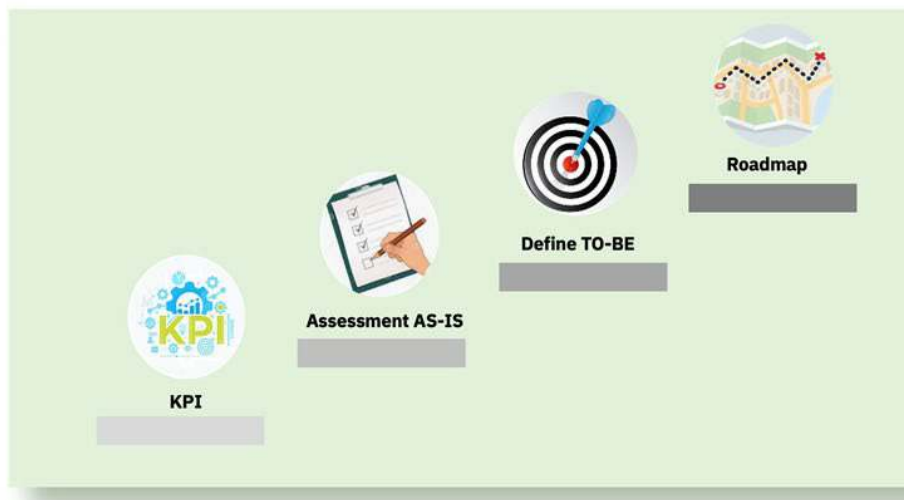 KPI
KPI
Assessment AS-IS
Define TO-BE
Roadmap